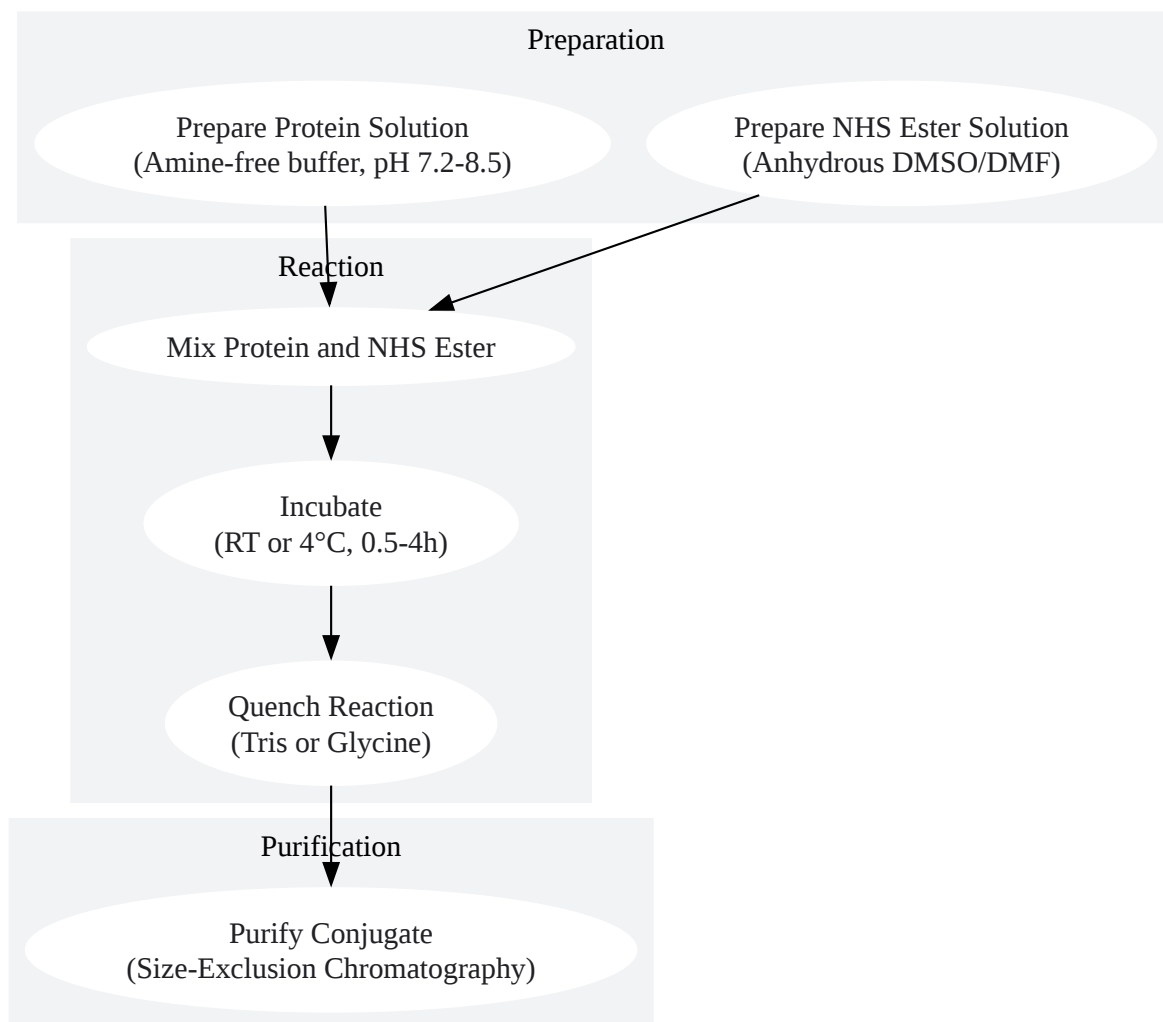 Preparation
Prepare Protein Solution
(Amine-free buffer, pH 7.2-8.5)
Prepare NHS Ester Solution
(Anhydrous DMSO/DMF)
Reaction
Mix Protein and NHS Ester
Incubate
(RT or 4°C, 0.5-4h)
Quench Reaction
(Tris or Glycine)
Purification
Purify Conjugate
(Size-Exclusion Chromatography)